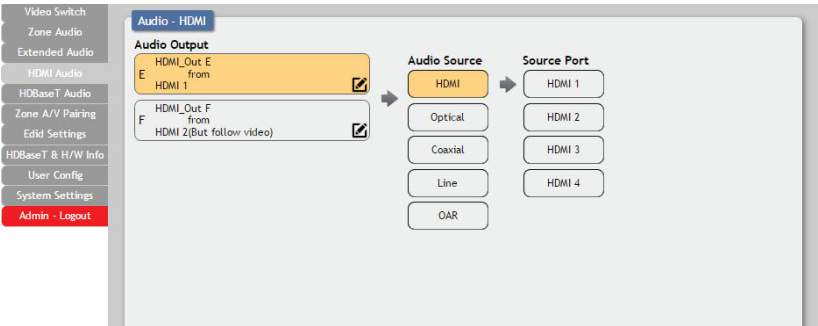 Video Switch
Zone Audio
Extended Audio
HDMI Audio
HDBaseT Audio
Zone A/V Pairing
Edid Settings
HDBaseT & H/W Info
User Config
System Settings
Admin - Logout
Audio - HDMI
Audio Output
E
HDMI_Out E
from
HDMI 1
F
HDMI_Out F
from
HDMI 2(But follow video)
Audio Source
HDMI
Optical
Coaxial
Line
OAR
Source Port
HDMI 1
HDMI 2
HDMI 3
HDMI 4